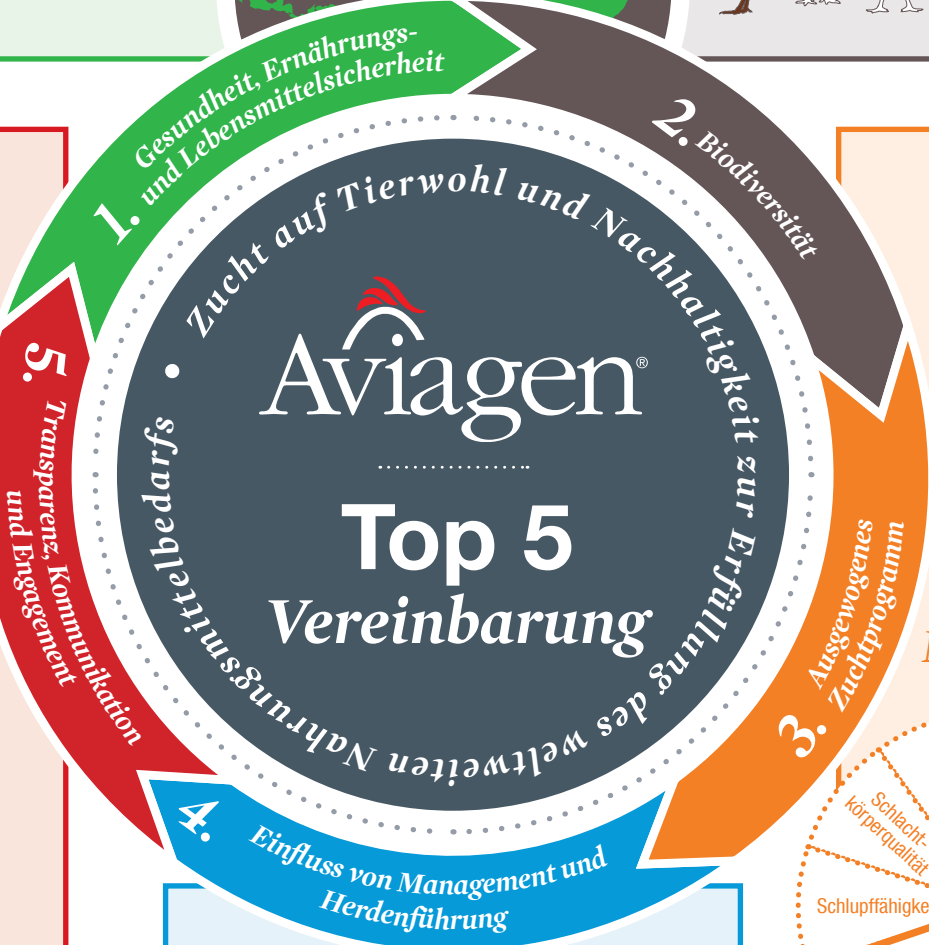 1. Gesundheit, Ernährungs-
und Lebensmittelsicherheit
2. Biodiversität
3. Ausgewogenes
Zuchtprogramm
4. Einfluss von Management und
Herdenführung
5. Transparenz, Kommunikation
und Engagement
Zucht auf Tierwohl und Nachhaltigkeit zur Erfüllung des weltweiten Nahrungsmittelbedarfs •
Aviagen®
Top 5
Vereinbarung
Schlacht-
körperqualität